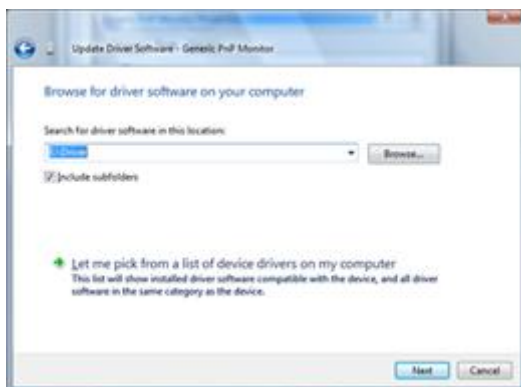 Update Driver Software - Generic PnP Monitor
Browse for driver software on your computer
Search for driver software in this location:
Browse...
Include subfolders
Let me pick from a list of device drivers on my computer
This list will show installed driver software compatible with the device, and all driver
software in the same category as the device.
Next
Cancel